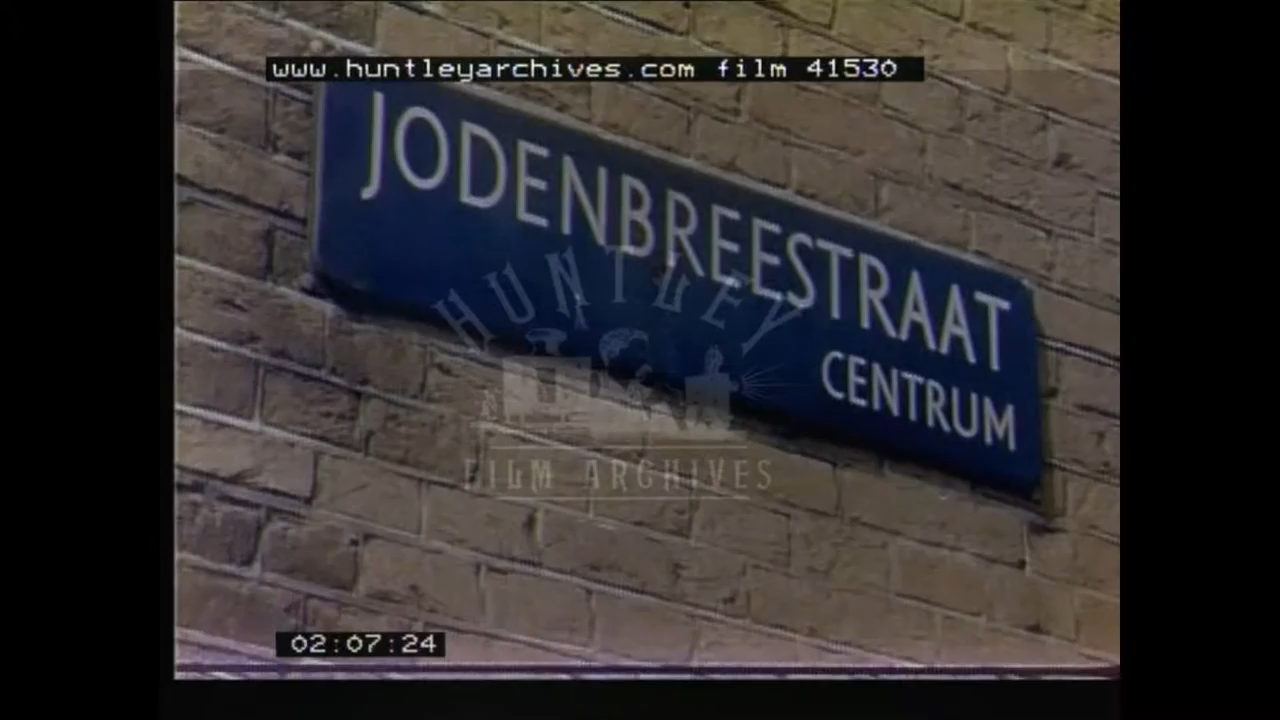 www.huntleyarchives.com film 41530
JODENBREESTRAAT
CENTRUM
HUNTLEY
FILM ARCHIVES
02:07:24